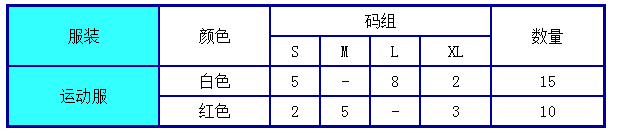 服装 颜色 码组 数量
S M L XL
运动服 白色 5 - 8 2 15
红色 2 5 - 3 10